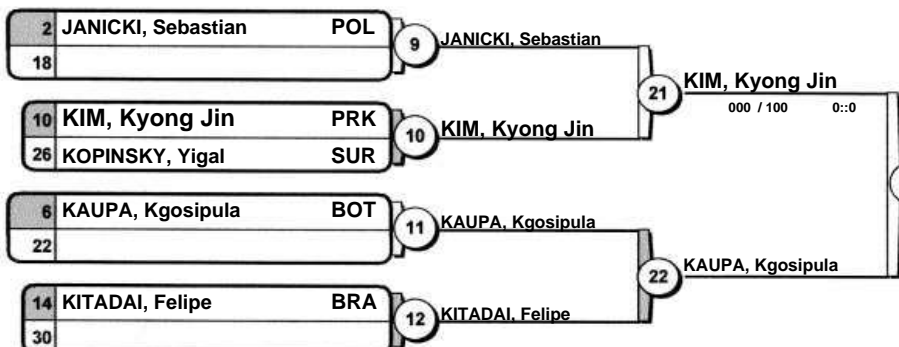 2 JANICKI, Sebastian POL
18
9 JANICKI, Sebastian
10 KIM, Kyong Jin PRK
26 KOPINSKY, Yigal SUR
10 KIM, Kyong Jin
21 KIM, Kyong Jin
000 / 100 0::0
6 KAUPA, Kgosipula BOT
22
11 KAUPA, Kgosipula
14 KITADAI, Felipe BRA
30
12 KITADAI, Felipe
22 KAUPA, Kgosipula